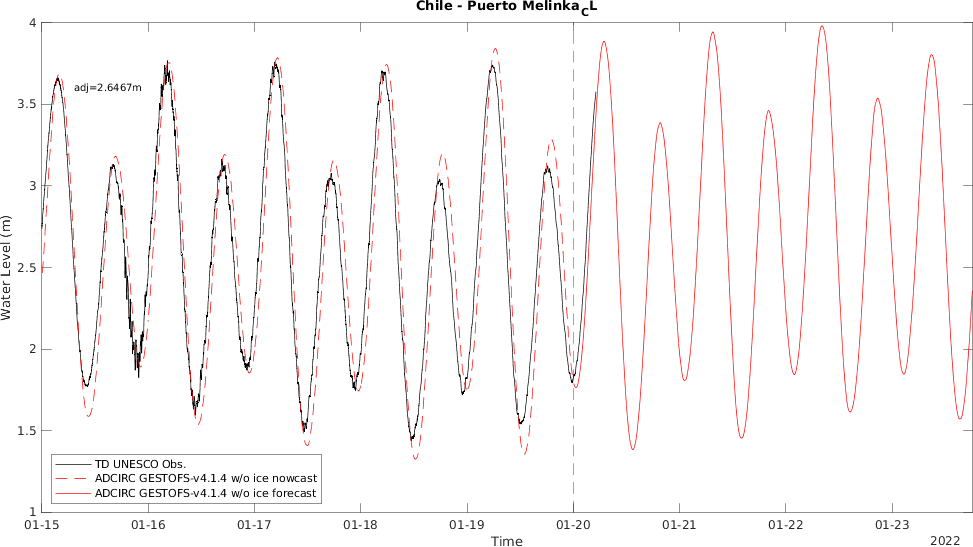 Chile - Puerto Melinka_CL
adj=2.6467m
Water Level (m)
4
3.5
3
2.5
2
1.5
1
TD UNESCO Obs.
ADCIRC GESTOFS-v4.1.4 w/o ice nowcast
ADCIRC GESTOFS-v4.1.4 w/o ice forecast
01-15 01-16 01-17 01-18 01-19 01-20 01-21 01-22 01-23
Time
2022